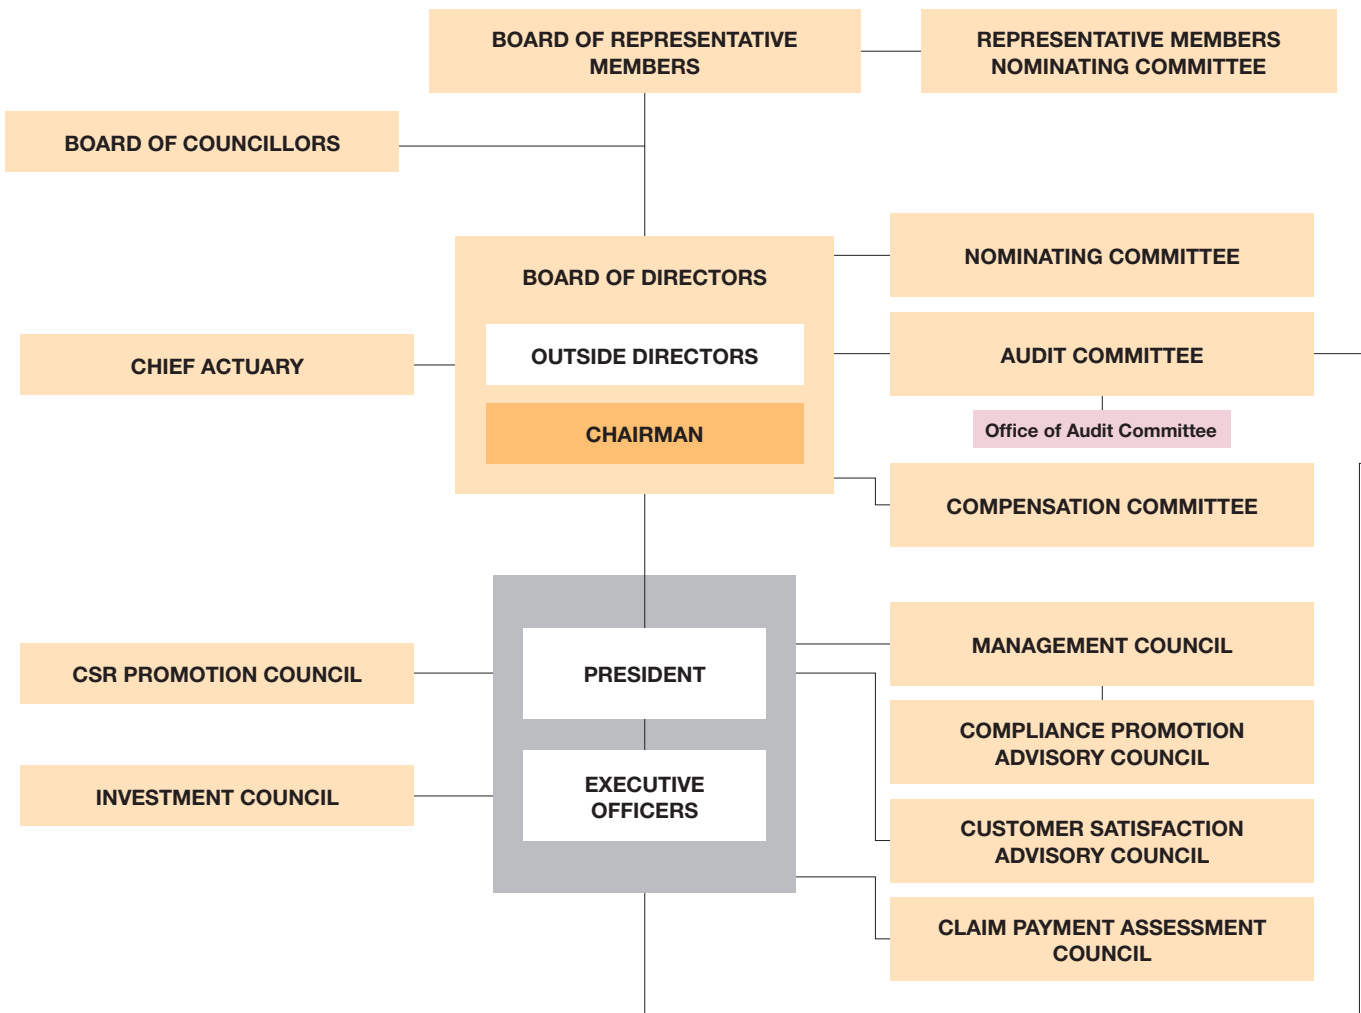 BOARD OF REPRESENTATIVE
MEMBERS
REPRESENTATIVE MEMBERS
NOMINATING COMMITTEE
BOARD OF COUNCILLORS
BOARD OF DIRECTORS
NOMINATING COMMITTEE
OUTSIDE DIRECTORS
CHIEF ACTUARY
AUDIT COMMITTEE
CHAIRMAN
Office of Audit Committee
COMPENSATION COMMITTEE
CSR PROMOTION COUNCIL
PRESIDENT
MANAGEMENT COUNCIL
COMPLIANCE PROMOTION
ADVISORY COUNCIL
INVESTMENT COUNCIL
EXECUTIVE
OFFICERS
CUSTOMER SATISFACTION
ADVISORY COUNCIL
CLAIM PAYMENT ASSESSMENT
COUNCIL